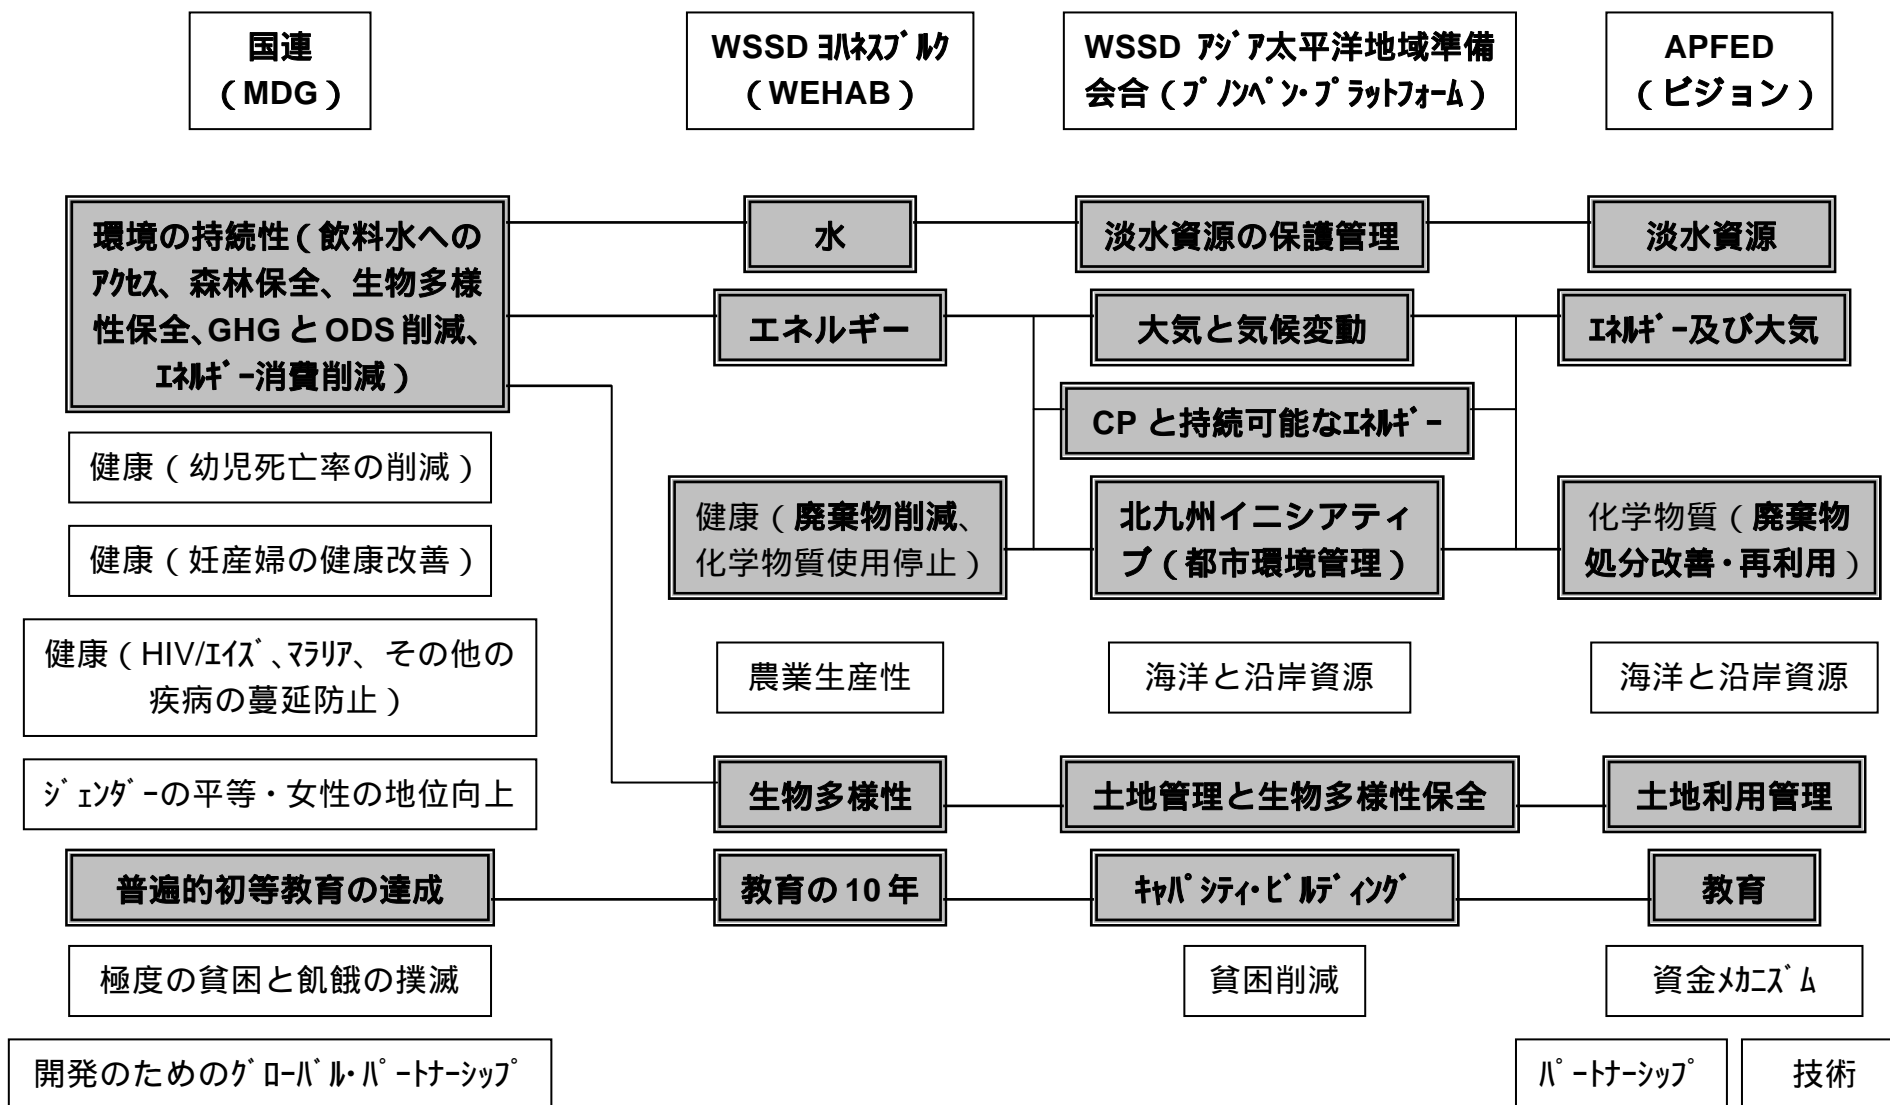 国連
（MDG）
WSSD ﾖﾊﾈｽﾌﾞﾙｸ
（WEHAB）
WSSD ｱｼﾞｱ太平洋地域準備
会合（ﾌﾟﾉﾝﾍﾟﾝ･ﾌﾟﾗｯﾄﾌｫｰﾑ）
APFED
（ビジョン）
環境の持続性（飲料水への
ｱｸｾｽ、森林保全、生物多様
性保全、GHG と ODS 削減、
ｴﾈﾙｷﾞｰ消費削減）
水
淡水資源の保護管理
淡水資源
エネルギー
大気と気候変動
ｴﾈﾙｷﾞｰ及び大気
CP と持続可能なｴﾈﾙｷﾞｰ
健康（幼児死亡率の削減）
健康（廃棄物削減、
化学物質使用停止）
北九州イニシアティ
ブ（都市環境管理）
化学物質（廃棄物
処分改善・再利用）
健康（妊産婦の健康改善）
健康（HIV/ｴｲｽﾞ、ﾏﾗﾘｱ、その他の
疾病の蔓延防止）
農業生産性
海洋と沿岸資源
海洋と沿岸資源
ｼﾞｪﾝﾀﾞｰの平等・女性の地位向上
生物多様性
土地管理と生物多様性保全
土地利用管理
普遍的初等教育の達成
教育の 10 年
ｷｬﾊﾟｼﾃｨ･ﾋﾞﾙﾃﾞｨﾝｸﾞ
教育
極度の貧困と飢餓の撲滅
貧困削減
資金ﾒｶﾆｽﾞﾑ
開発のためのｸﾞﾛｰﾊﾞﾙ･ﾊﾟｰﾄﾅｰｼｯﾌﾟ
ﾊﾟｰﾄﾅｰｼｯﾌﾟ
技術